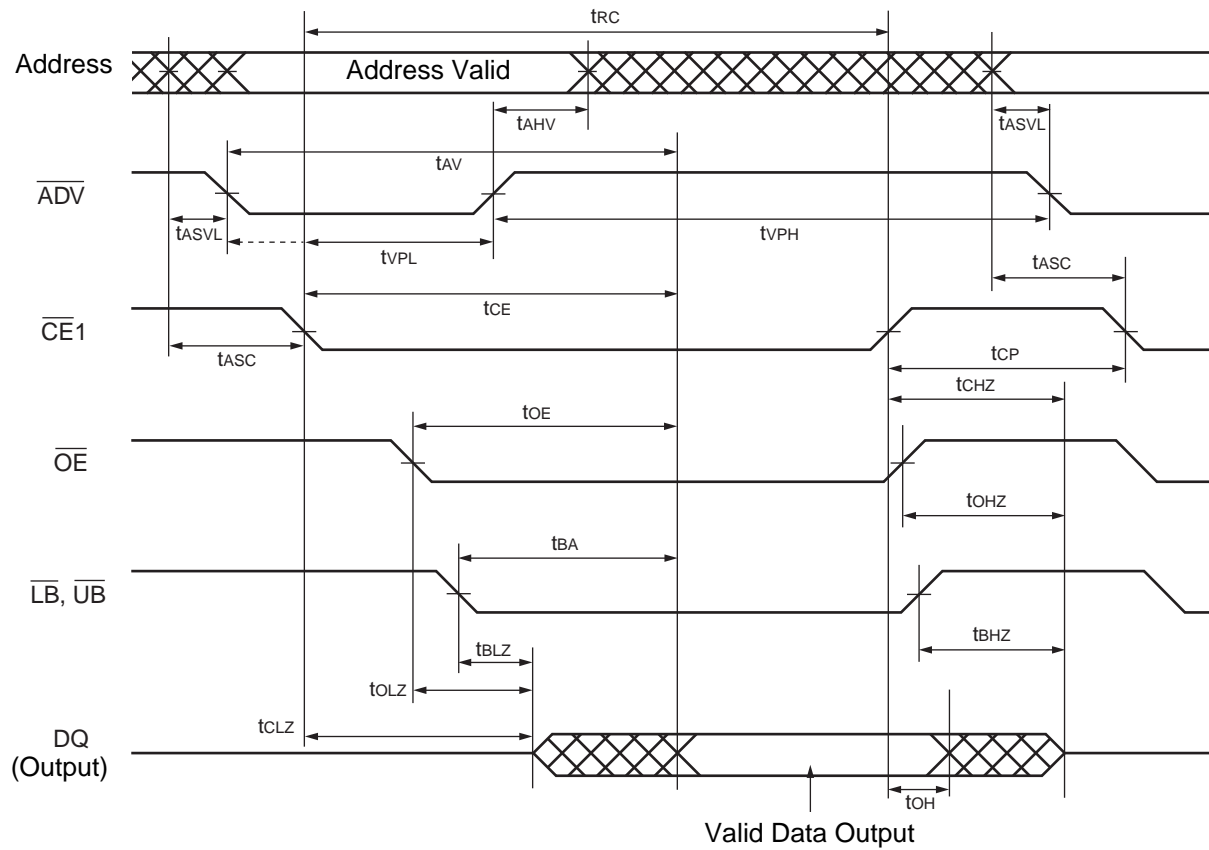 tRC
Address
Address Valid
tAHV
tASVL
tAV
ADV
tASVL
tVPL
tVPH
tASC
tCE
CE1
tASC
tCP
tCHZ
tOE
OE
tOHZ
tBA
LB, UB
tBHZ
tBLZ
tOLZ
tCLZ
DQ
(Output)
tOH
Valid Data Output